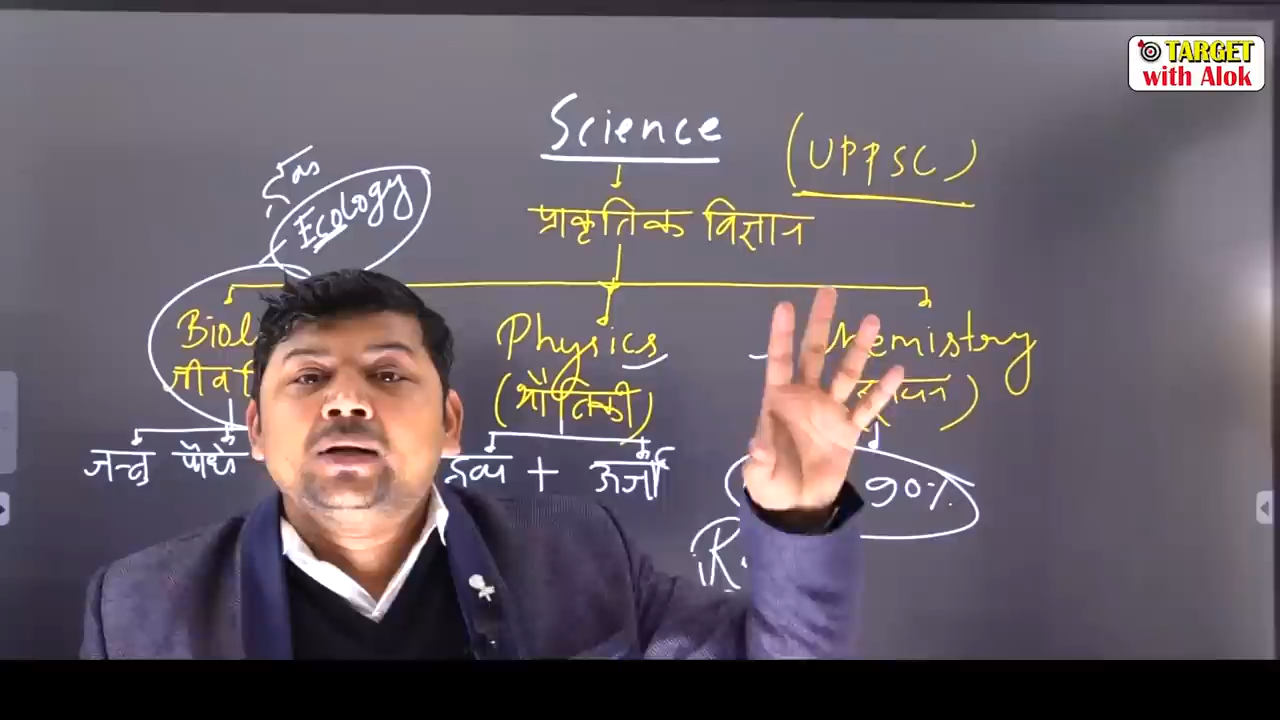 TARGET
with Alok
Science
(UPPSC)
प्राकृतिक विज्ञान
Ecology
Physics
(भौतिकी)
जन्तु पौधे
द्रव्य + ऊर्जा
90%